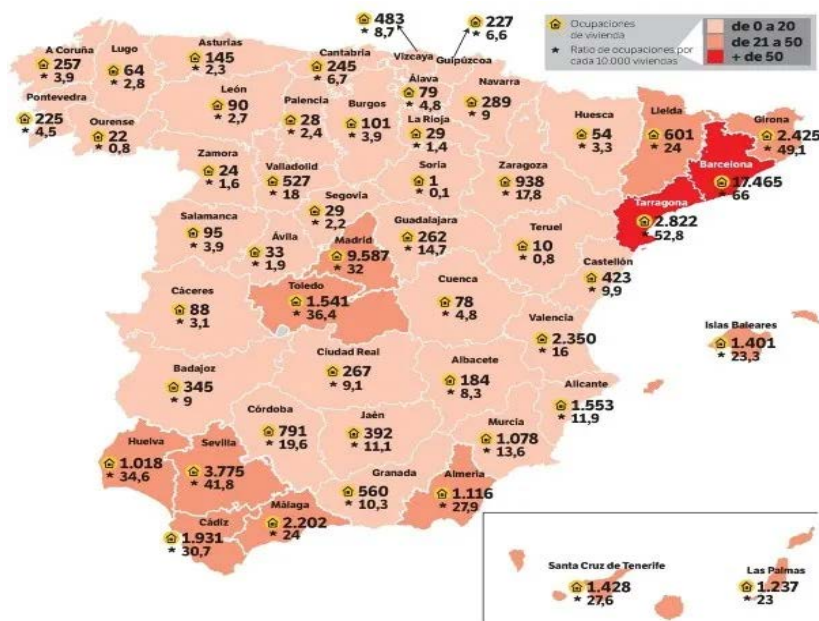 Ocupaciones
de vivienda
Ratio de ocupaciones por
cada 10.000 viviendas
de 0 a 20
de 21 a 50
+ de 50
A Coruña
257
3,9
Lugo
64
2,8
Asturias
145
2,3
Cantabria
245
6,7
483
8,7
Vizcaya
227
6,6
Guipúzcoa
Álava
79
4,8
Navarra
289
9
Pontevedra
225
4,5
Ourense
22
0,8
León
90
2,7
Palencia
28
2,4
Burgos
101
3,9
La Rioja
29
1,4
Huesca
54
3,3
Lleida
601
24
Girona
2.425
49,1
Barcelona
17.465
66
Zamora
24
1,6
Valladolid
527
18
Soria
1
0,1
Zaragoza
938
17,8
Tarragona
2.822
52,8
Segovia
29
2,2
Salamanca
95
3,9
Ávila
33
1,9
Madrid
9.587
32
Guadalajara
262
14,7
Teruel
10
0,8
Castellón
423
9,9
Cáceres
88
3,1
Toledo
1.541
36,4
Cuenca
78
4,8
Valencia
2.350
16
Islas Baleares
1.401
23,3
Badajoz
345
9
Ciudad Real
267
9,1
Albacete
184
8,3
Alicante
1.553
11,9
Huelva
1.018
34,6
Sevilla
3.775
41,8
Córdoba
791
19,6
Jaén
392
11,1
Murcia
1.078
13,6
Granada
560
10,3
Almeria
1.116
27,9
Cádiz
1.931
30,7
Málaga
2.202
24
Santa Cruz de Tenerife
1.428
27,6
Las Palmas
1.237
23